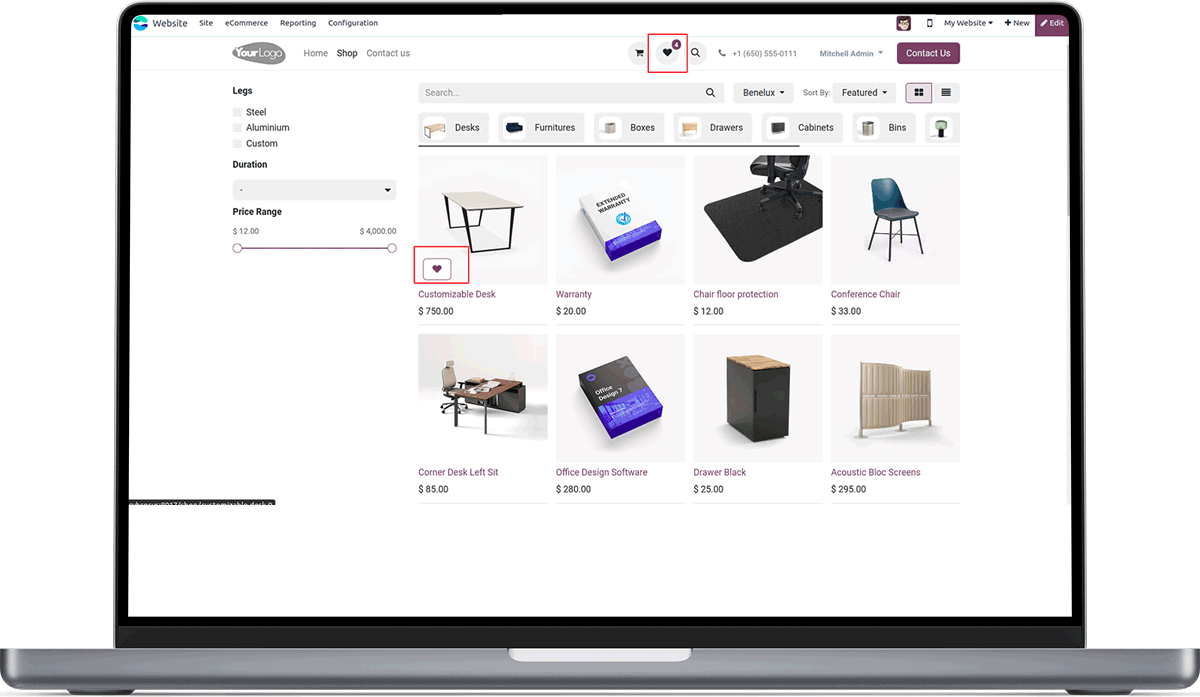 Website Site eCommerce Reporting Configuration My Website + New Edit
YourLogo Home Shop Contact us 4 +1 (650) 555-0111 Mitchell Admin Contact Us
Legs
Steel
Aluminium
Custom
Duration
-
Price Range
$ 12.00 $ 4,000.00
Search... Benelux Sort By: Featured
Desks Furnitures Boxes Drawers Cabinets Bins
EXTENDED
WARRANTY
Customizable Desk Warranty Chair floor protection Conference Chair
$ 750.00 $ 20.00 $ 12.00 $ 33.00
Office
Design 7
Corner Desk Left Sit Office Design Software Drawer Black Acoustic Bloc Screens
$ 85.00 $ 280.00 $ 25.00 $ 295.00